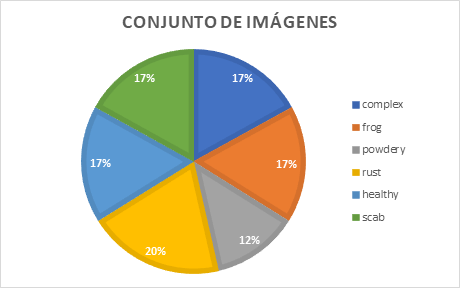 CONJUNTO DE IMÁGENES
17%
17%
complex
frog
17%
17%
powdery
rust
healthy
scab
12%
20%